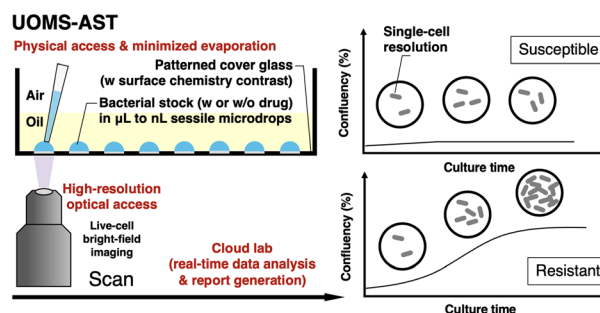 UOMS-AST
Physical access & minimized evaporation
Patterned cover glass
(w surface chemistry contrast)
Air
Oil
Bacterial stock (w or w/o drug)
in µL to nL sessile microdrops
High-resolution
optical access
Live-cell
bright-field
imaging
Scan
Cloud lab
(real-time data analysis
& report generation)
Single-cell
resolution
Susceptible
Confluency (%)
Culture time
Confluency (%)
Resistant
Culture time